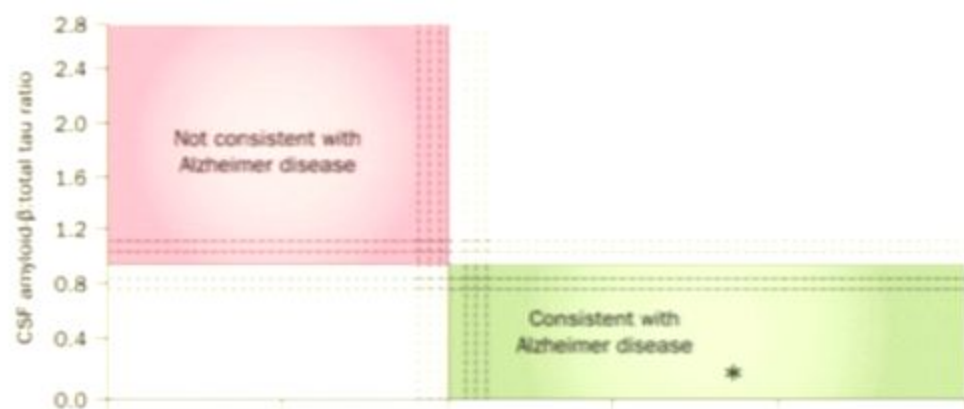 CSF amyloid-β:total tau ratio
2.8
2.4
2.0
1.6
1.2
0.8
0.4
0.0
Not consistent with
Alzheimer disease
Consistent with
Alzheimer disease
*